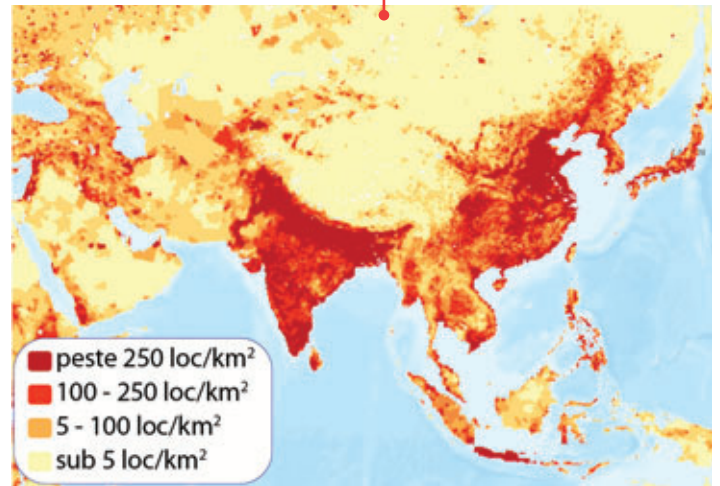 peste 250 loc/km²
100 - 250 loc/km²
5 - 100 loc/km²
sub 5 loc/km²